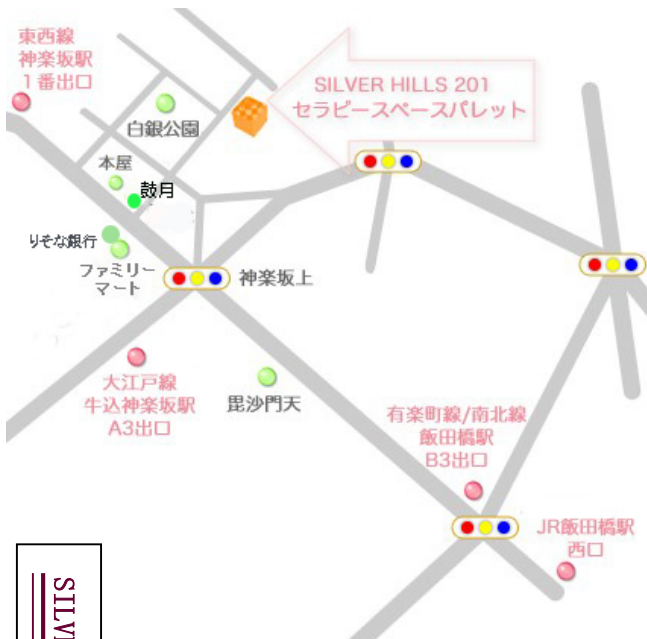 東西線
神楽坂駅
１番出口
SILVER HILLS 201
セラピースペースパレット
白銀公園
本屋
鼓月
りそな銀行
ファミリー
マート
神楽坂上
大江戸線
牛込神楽坂駅
A3出口
毘沙門天
有楽町線/南北線
飯田橋駅
B3出口
JR飯田橋駅
西口